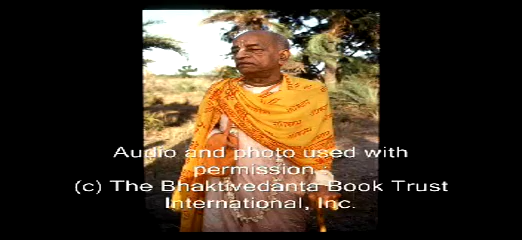 Audio and photo used with
permission.
(c) The Bhaktivedanta Book Trust
International, Inc.